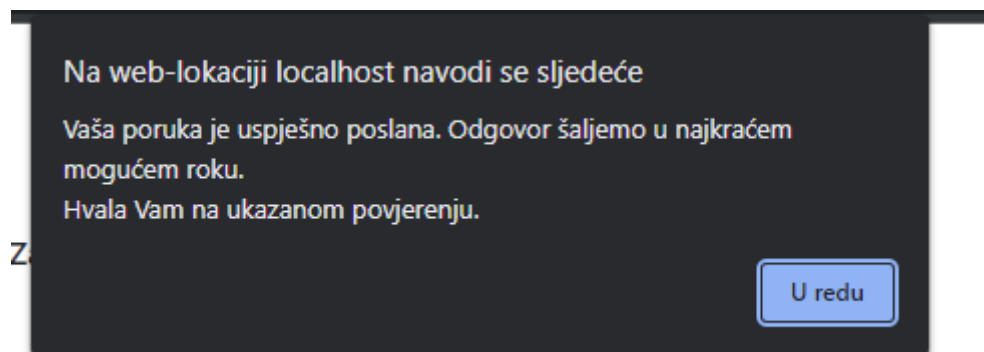 Na web-lokaciji localhost navodi se sljedeće
Vaša poruka je uspješno poslana. Odgovor šaljemo u najkraćem
mogućem roku.
Hvala Vam na ukazanom povjerenju.
U redu